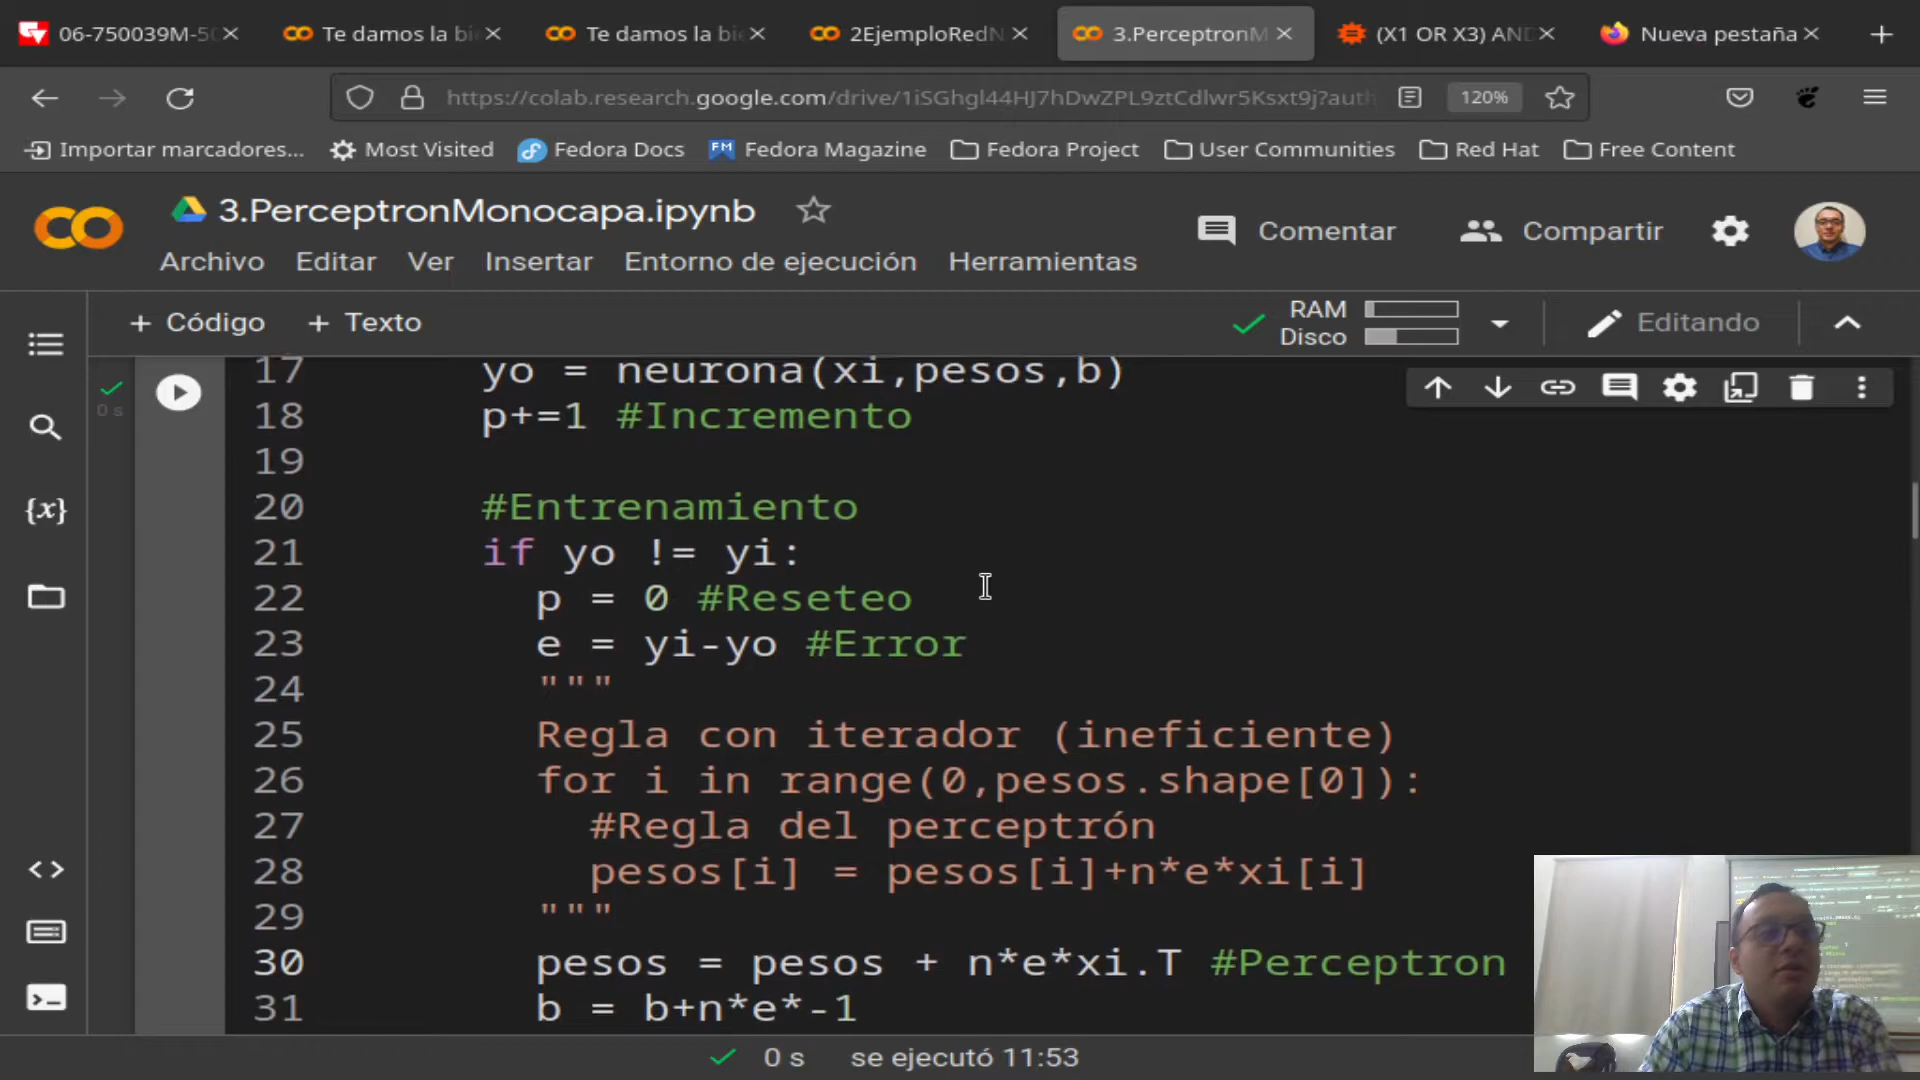 06-750039M-50
Te damos la bi
Te damos la bi
2EjemploRedN
3.PerceptronM
(X1 OR X3) AND
Nueva pestaña
https://colab.research.google.com/drive/1iSGhgl44HJ7hDwZPL9ztCdlwr5Ksxt9j?auth
120%
Importar marcadores...
Most Visited
Fedora Docs
FM
Fedora Magazine
Fedora Project
User Communities
Red Hat
Free Content
3.PerceptronMonocapa.ipynb
Comentar
Compartir
Archivo
Editar
Ver
Insertar
Entorno de ejecución
Herramientas
+ Código
+ Texto
RAM
Disco
Editando
0 s
17 yo = neurona(xi,pesos,b)
18 p+=1 #Incremento
19
20 #Entrenamiento
21 if yo != yi:
22 p = 0 #Reseteo
23 e = yi-yo #Error
24 """
25 Regla con iterador (ineficiente)
26 for i in range(0,pesos.shape[0]):
27 #Regla del perceptrón
28 pesos[i] = pesos[i]+n*e*xi[i]
29 """
30 pesos = pesos + n*e*xi.T #Perceptron
31 b = b+n*e*-1
0 s se ejecutó 11:53